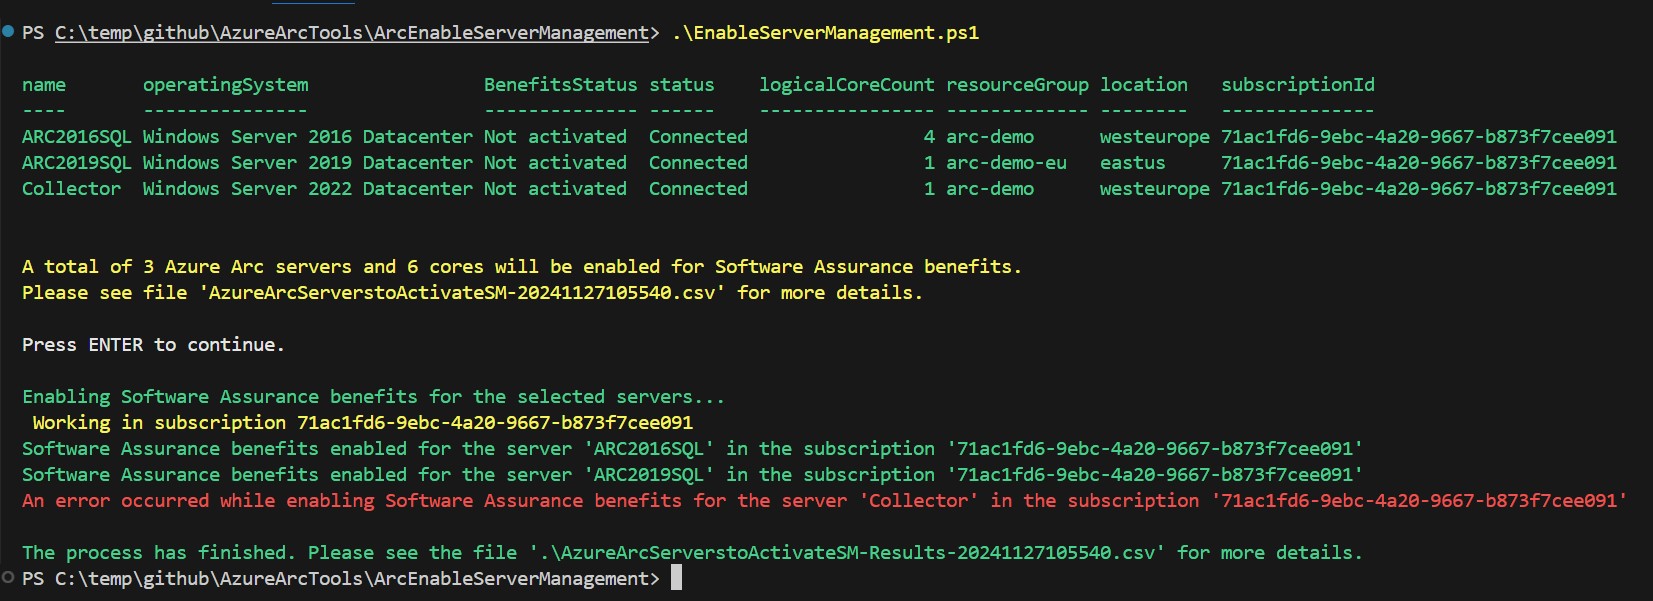 PS C:\temp\github\AzureArcTools\ArcEnableServerManagement> .\EnableServerManagement.ps1
name operatingSystem BenefitsStatus status logicalCoreCount resourceGroup location subscriptionId
---- --------------- -------------- ------ ---------------- ------------- -------- --------------
ARC2016SQL Windows Server 2016 Datacenter Not activated Connected 4 arc-demo westeurope 71ac1fd6-9ebc-4a20-9667-b873f7cee091
ARC2019SQL Windows Server 2019 Datacenter Not activated Connected 1 arc-demo-eu eastus 71ac1fd6-9ebc-4a20-9667-b873f7cee091
Collector Windows Server 2022 Datacenter Not activated Connected 1 arc-demo westeurope 71ac1fd6-9ebc-4a20-9667-b873f7cee091
A total of 3 Azure Arc servers and 6 cores will be enabled for Software Assurance benefits.
Please see file 'AzureArcServerstoActivateSM-20241127105540.csv' for more details.
Press ENTER to continue.
Enabling Software Assurance benefits for the selected servers...
Working in subscription 71ac1fd6-9ebc-4a20-9667-b873f7cee091
Software Assurance benefits enabled for the server 'ARC2016SQL' in the subscription '71ac1fd6-9ebc-4a20-9667-b873f7cee091'
Software Assurance benefits enabled for the server 'ARC2019SQL' in the subscription '71ac1fd6-9ebc-4a20-9667-b873f7cee091'
An error occurred while enabling Software Assurance benefits for the server 'Collector' in the subscription '71ac1fd6-9ebc-4a20-9667-b873f7cee091'
The process has finished. Please see the file '.\AzureArcServerstoActivateSM-Results-20241127105540.csv' for more details.
PS C:\temp\github\AzureArcTools\ArcEnableServerManagement>